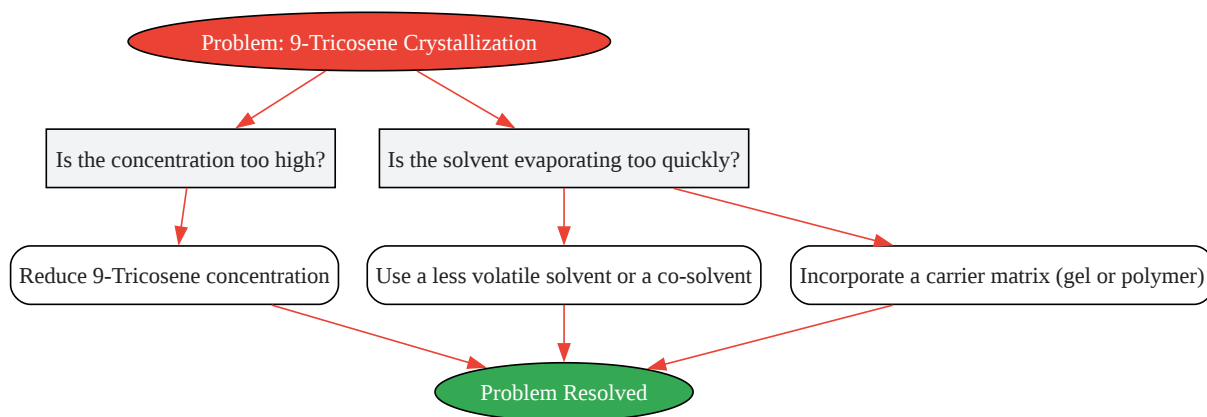 Problem: 9-Tricosene Crystallization
Is the concentration too high?
Is the solvent evaporating too quickly?
Reduce 9-Tricosene concentration
Use a less volatile solvent or a co-solvent
Incorporate a carrier matrix (gel or polymer)
Problem Resolved